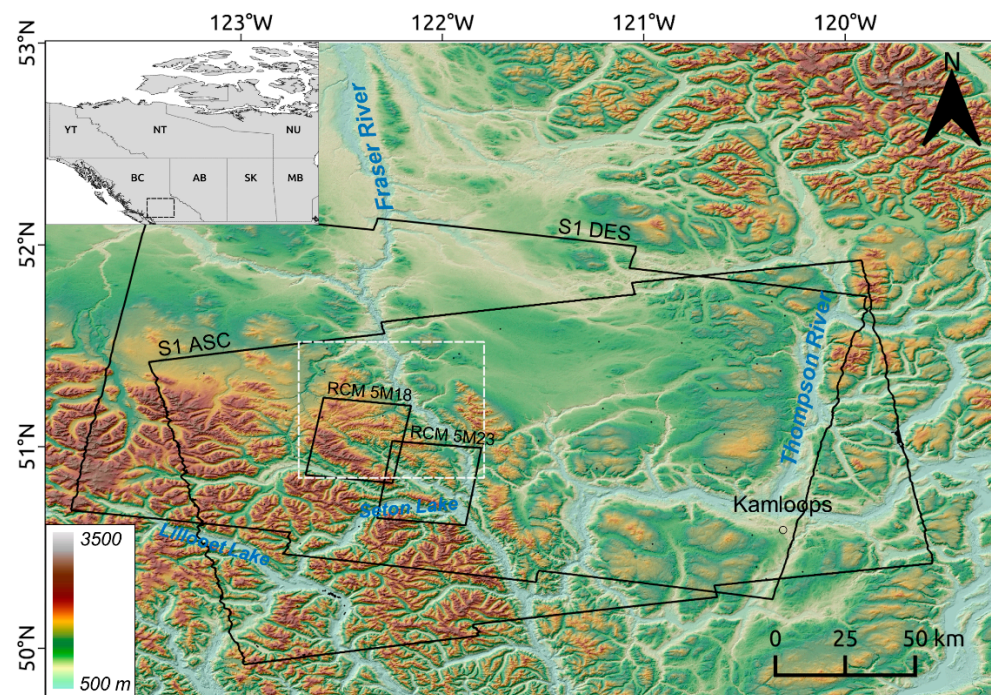 123°W 122°W 121°W 120°W
53°N
52°N
51°N
50°N
YT NT NU
BC AB SK MB
N
Fraser River
S1 DES
S1 ASC
Thompson River
RCM 5M18
RCM 5M23
Seton Lake
Kamloops
Lillooet Lake
3500
500 m
0 25 50 km